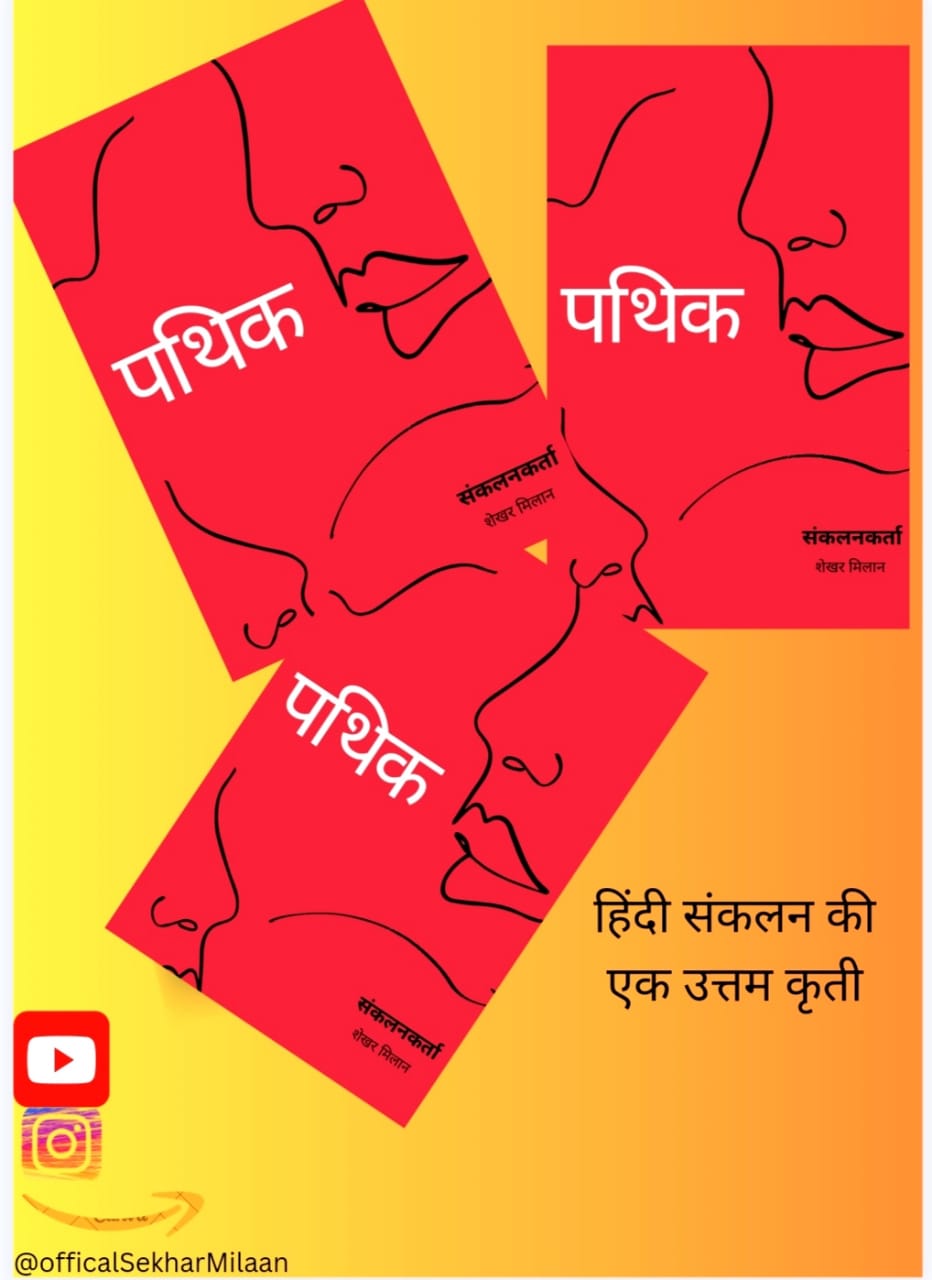 पथिक
संकलनकर्ता
शेखर मिलान
पथिक
संकलनकर्ता
शेखर मिलान
पथिक
संकलनकर्ता
शेखर मिलान
हिंदी संकलन की
एक उत्तम कृती
@officalSekharMilaan